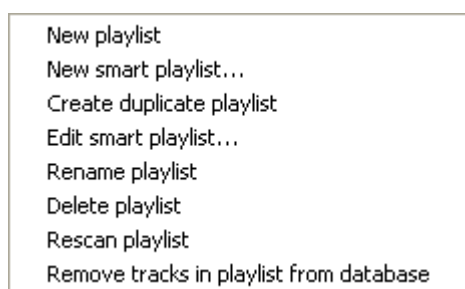 New playlist
New smart playlist...
Create duplicate playlist
Edit smart playlist...
Rename playlist
Delete playlist
Rescan playlist
Remove tracks in playlist from database